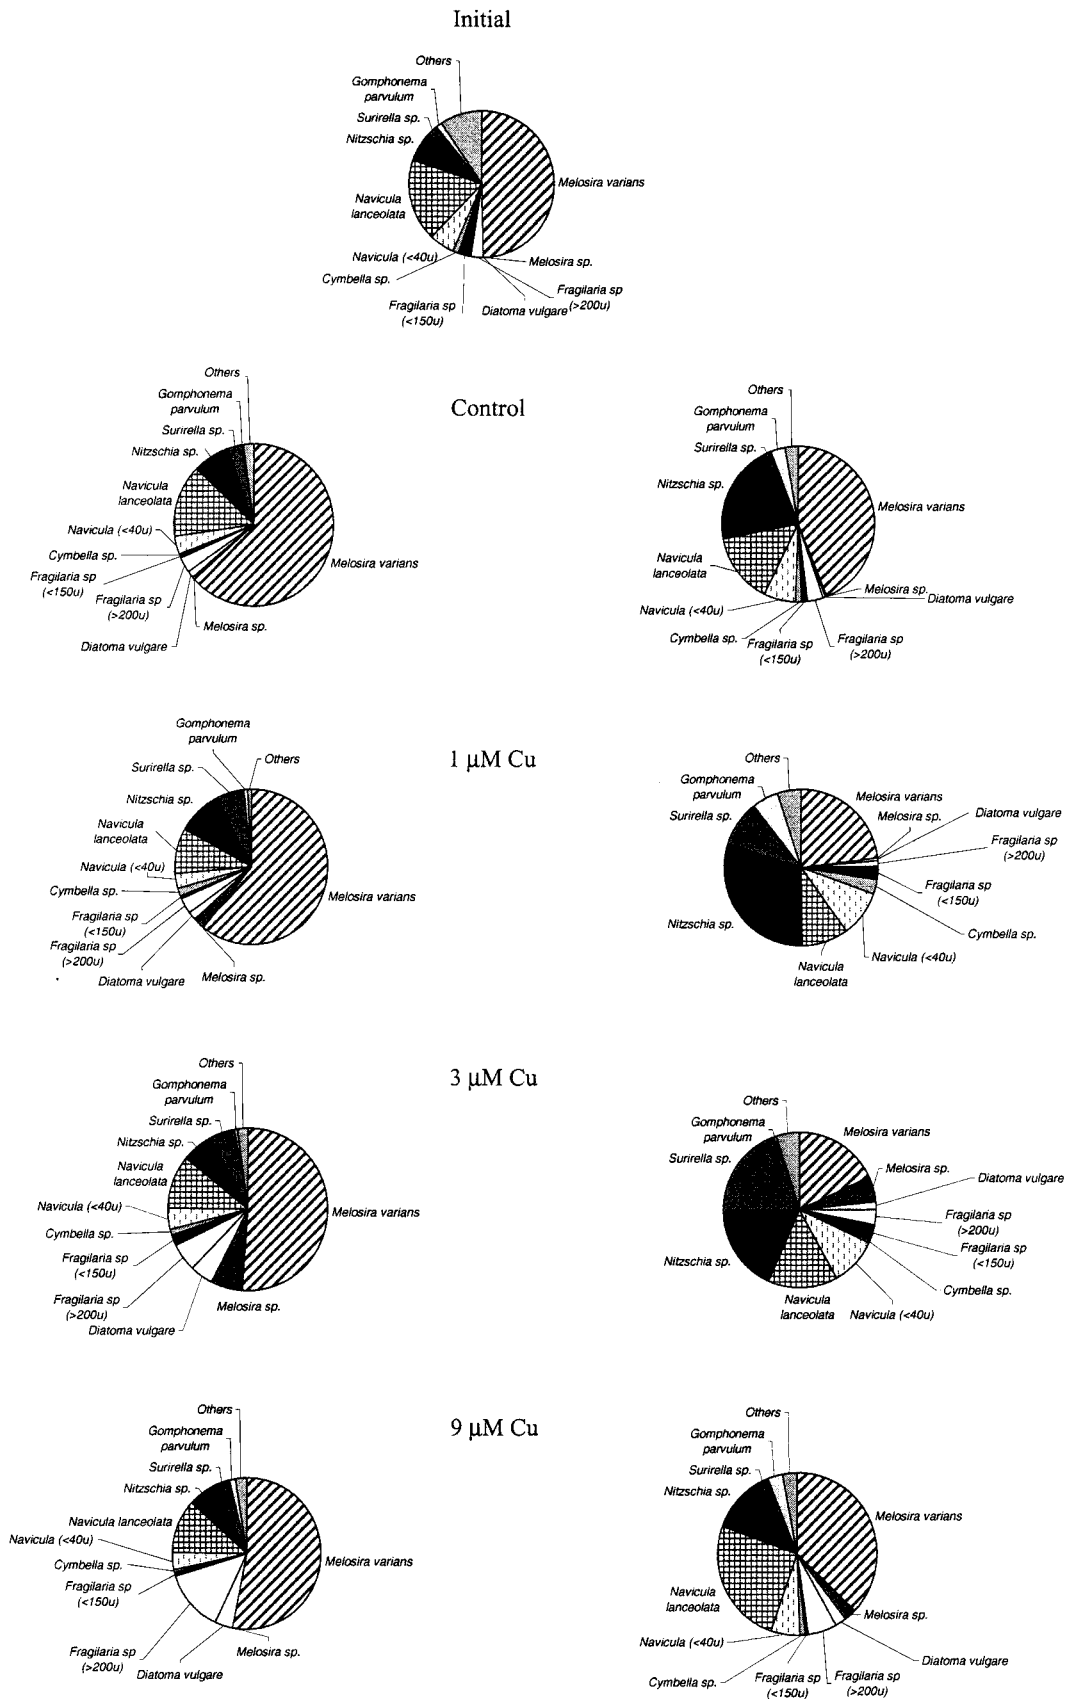 Initial
Others
Gomphonema
parvulum
Surirella sp.
Nitzschia sp.
Melosira varians
Navicula
lanceolata
Navicula (<40u)
Melosira sp.
Cymbella sp.
Fragilaria sp
(>200u)
Fragilaria sp
(<150u)
Diatoma vulgare
Control
Others
Gomphonema
parvulum
Surirella sp.
Nitzschia sp.
Navicula
lanceolata
Navicula (<40u)
Cymbella sp.
Melosira varians
Fragilaria sp
(<150u)
Fragilaria sp
(>200u)
Melosira sp.
Diatoma vulgare
Others
Gomphonema
parvulum
Surirella sp.
Nitzschia sp.
Melosira varians
Navicula
lanceolata
Melosira sp.
Diatoma vulgare
Navicula (<40u)
Cymbella sp.
Fragilaria sp
(<150u)
Fragilaria sp
(>200u)
1 µM Cu
Gomphonema
parvulum
Others
Surirella sp.
Nitzschia sp.
Navicula
lanceolata
Navicula (<40u)
Cymbella sp.
Melosira varians
Fragilaria sp
(<150u)
Fragilaria sp
(>200u)
Diatoma vulgare
Melosira sp.
Others
Gomphonema
parvulum
Melosira varians
Surirella sp.
Melosira sp.
Diatoma vulgare
Fragilaria sp
(>200u)
Fragilaria sp
(<150u)
Nitzschia sp.
Cymbella sp.
Navicula
lanceolata
Navicula (<40u)
3 µM Cu
Others
Gomphonema
parvulum
Surirella sp.
Nitzschia sp.
Navicula
lanceolata
Navicula (<40u)
Melosira varians
Cymbella sp.
Fragilaria sp
(<150u)
Fragilaria sp
(>200u)
Melosira sp.
Diatoma vulgare
Others
Gomphonema
parvulum
Melosira varians
Surirella sp.
Melosira sp.
Diatoma vulgare
Fragilaria sp
(>200u)
Fragilaria sp
(<150u)
Nitzschia sp.
Cymbella sp.
Navicula
lanceolata
Navicula (<40u)
9 µM Cu
Others
Gomphonema
parvulum
Surirella sp.
Nitzschia sp.
Navicula lanceolata
Navicula (<40u)
Cymbella sp.
Melosira varians
Fragilaria sp
(<150u)
Fragilaria sp
(>200u)
Melosira sp.
Diatoma vulgare
Others
Gomphonema
parvulum
Surirella sp.
Nitzschia sp.
Melosira varians
Navicula
lanceolata
Melosira sp.
Navicula (<40u)
Diatoma vulgare
Cymbella sp.
Fragilaria sp
(<150u)
Fragilaria sp
(>200u)